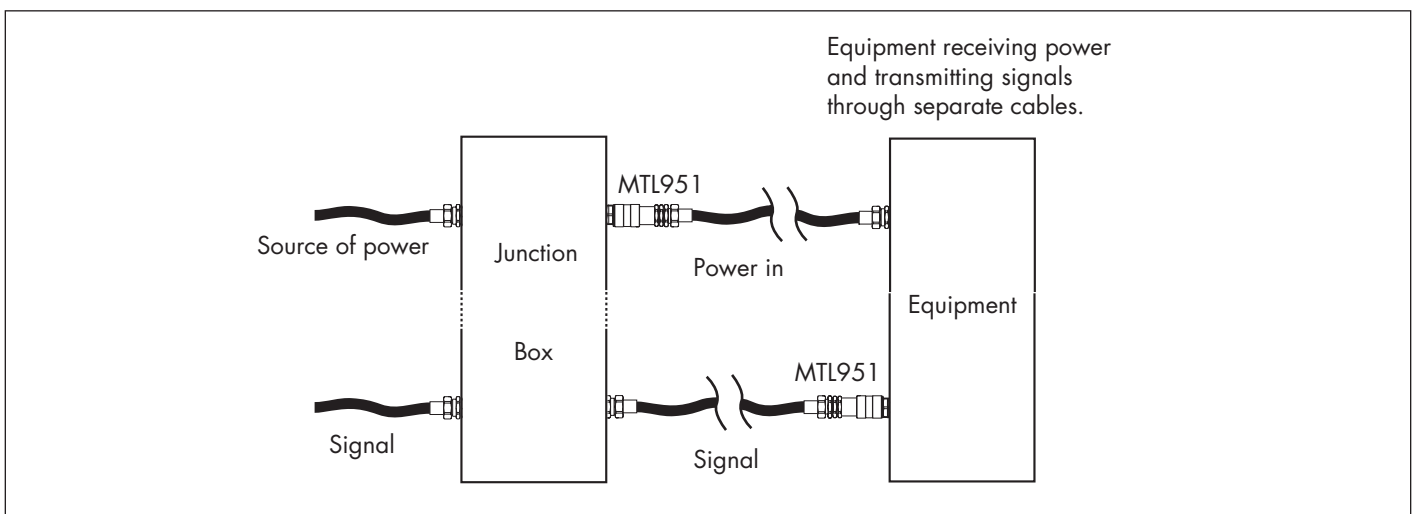 Equipment receiving power
and transmitting signals
through separate cables.
MTL951
Source of power
Junction
Power in
Equipment
Box
MTL951
Signal
Signal